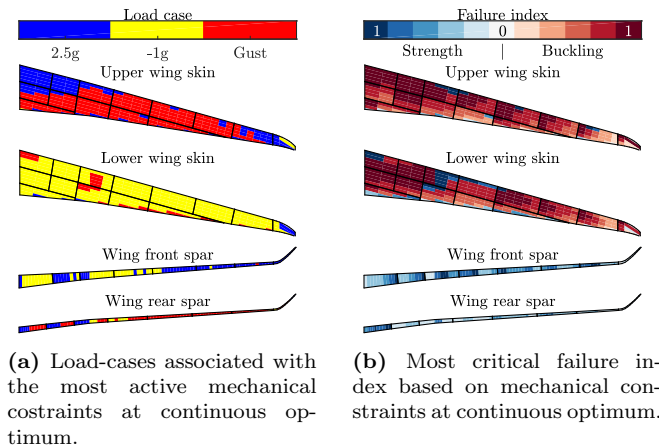 Load case
2.5g -1g Gust
Upper wing skin
Lower wing skin
Wing front spar
Wing rear spar
(a) Load-cases associated with
the most active mechanical
costraints at continuous op-
timum.
Failure index
1 0 1
Strength | Buckling
Upper wing skin
Lower wing skin
Wing front spar
Wing rear spar
(b) Most critical failure in-
dex based on mechanical con-
straints at continuous optimum.